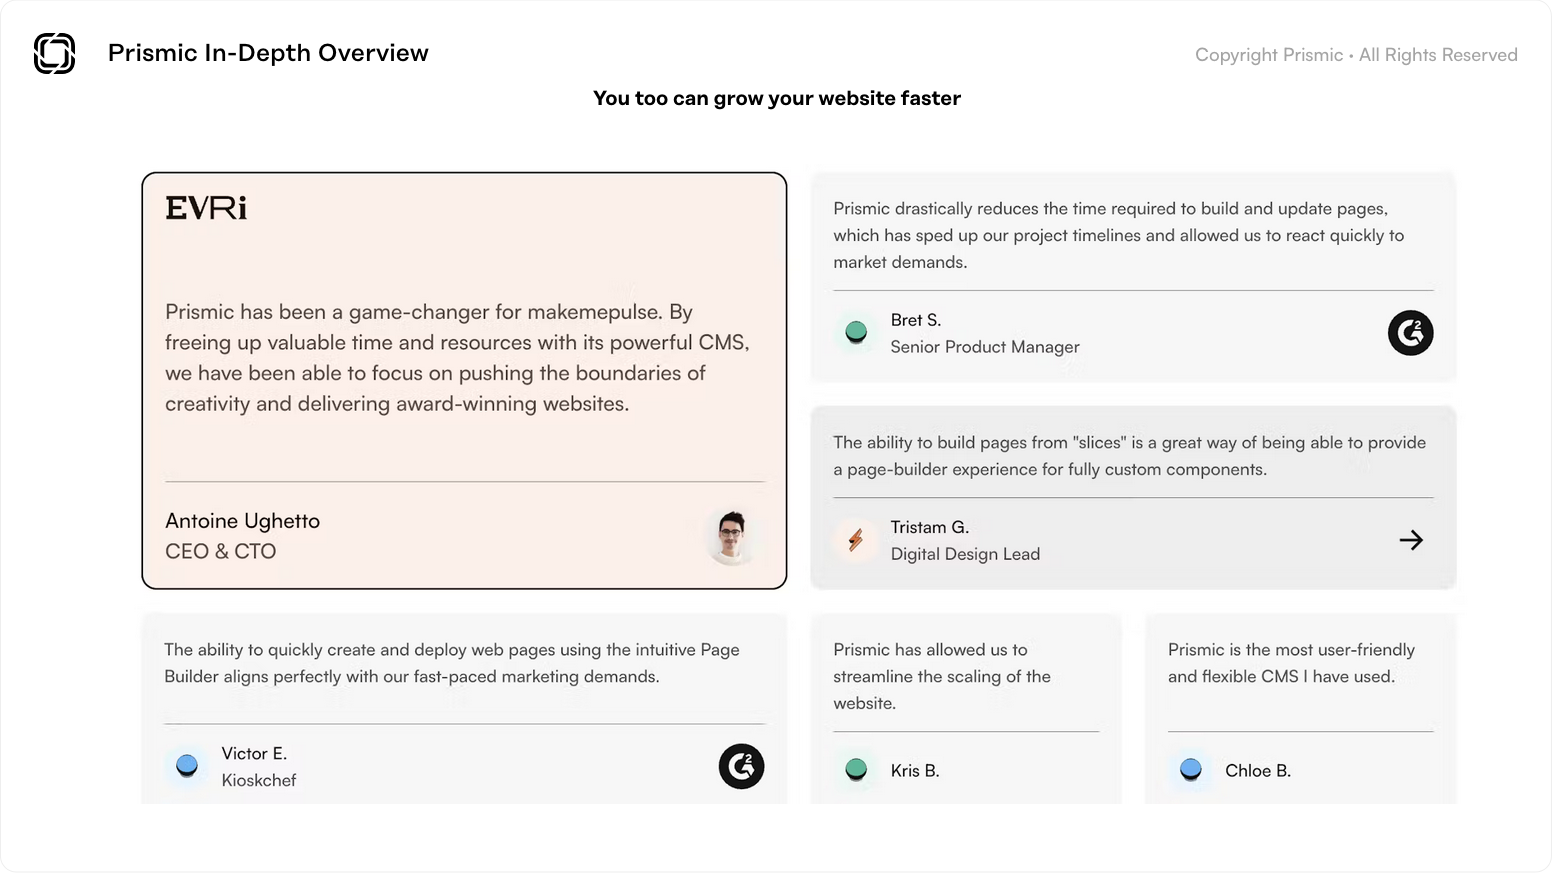 Prismic In-Depth Overview
Copyright Prismic • All Rights Reserved
You too can grow your website faster
EVRi
Prismic has been a game-changer for makemepulse. By
freeing up valuable time and resources with its powerful CMS,
we have been able to focus on pushing the boundaries of
creativity and delivering award-winning websites.
Antoine Ughetto
CEO & CTO
Prismic drastically reduces the time required to build and update pages,
which has sped up our project timelines and allowed us to react quickly to
market demands.
Bret S.
Senior Product Manager
G2
The ability to build pages from "slices" is a great way of being able to provide
a page-builder experience for fully custom components.
Tristam G.
Digital Design Lead
The ability to quickly create and deploy web pages using the intuitive Page
Builder aligns perfectly with our fast-paced marketing demands.
Victor E.
Kioskchef
G2
Prismic has allowed us to
streamline the scaling of the
website.
Kris B.
Prismic is the most user-friendly
and flexible CMS I have used.
Chloe B.